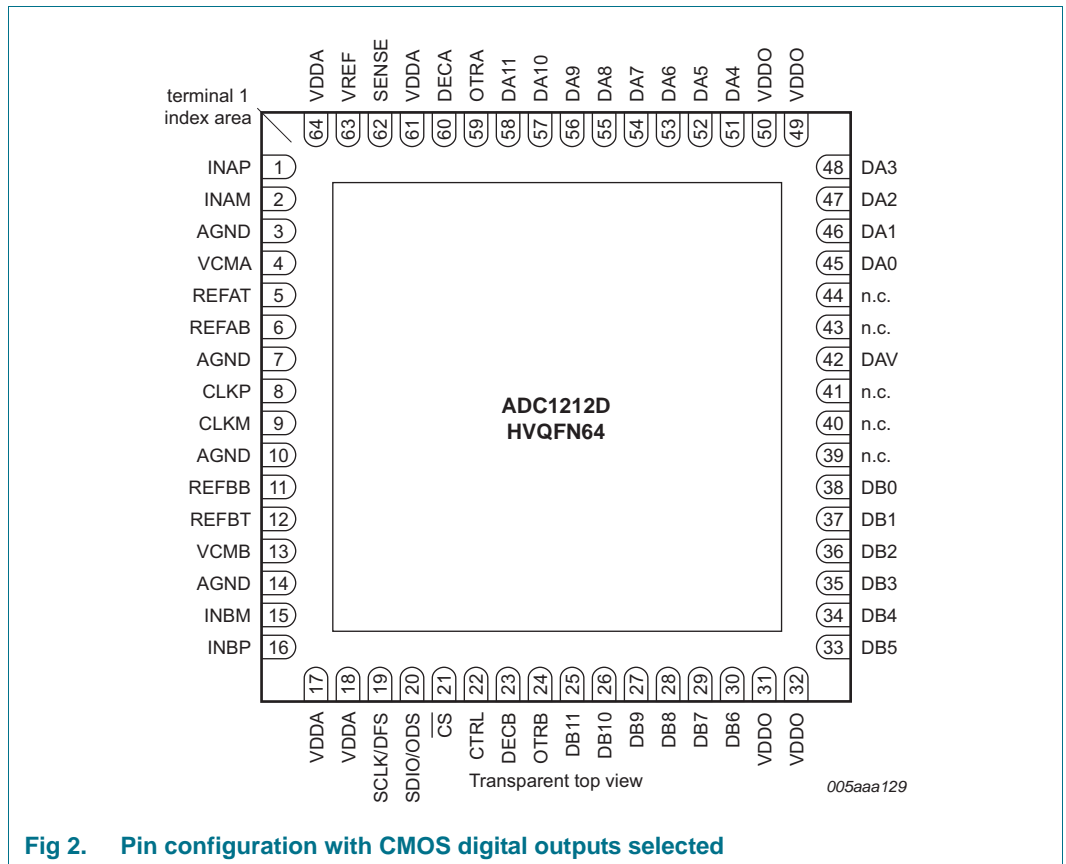 VDDA VREF SENSE VDDA DECA OTRA DA11 DA10 DA9 DA8 DA7 DA6 DA5 DA4 VDDO VDDO
terminal 1
index area
64 63 62 61 60 59 58 57 56 55 54 53 52 51 50 49
INAP 1 48 DA3
INAM 2 47 DA2
AGND 3 46 DA1
VCMA 4 45 DA0
REFAT 5 44 n.c.
REFAB 6 43 n.c.
AGND 7 42 DAV
CLKP 8 41 n.c.
ADC1212D
HVQFN64
CLKM 9 40 n.c.
AGND 10 39 n.c.
REFBB 11 38 DB0
REFBT 12 37 DB1
VCMB 13 36 DB2
AGND 14 35 DB3
INBM 15 34 DB4
INBP 16 33 DB5
17 18 19 20 21 22 23 24 25 26 27 28 29 30 31 32
VDDA VDDA SCLK/DFS SDIO/ODS CS CTRL DECB OTRB DB11 DB10 DB9 DB8 DB7 DB6 VDDO VDDO
Transparent top view
005aaa129
Fig 2. Pin configuration with CMOS digital outputs selected